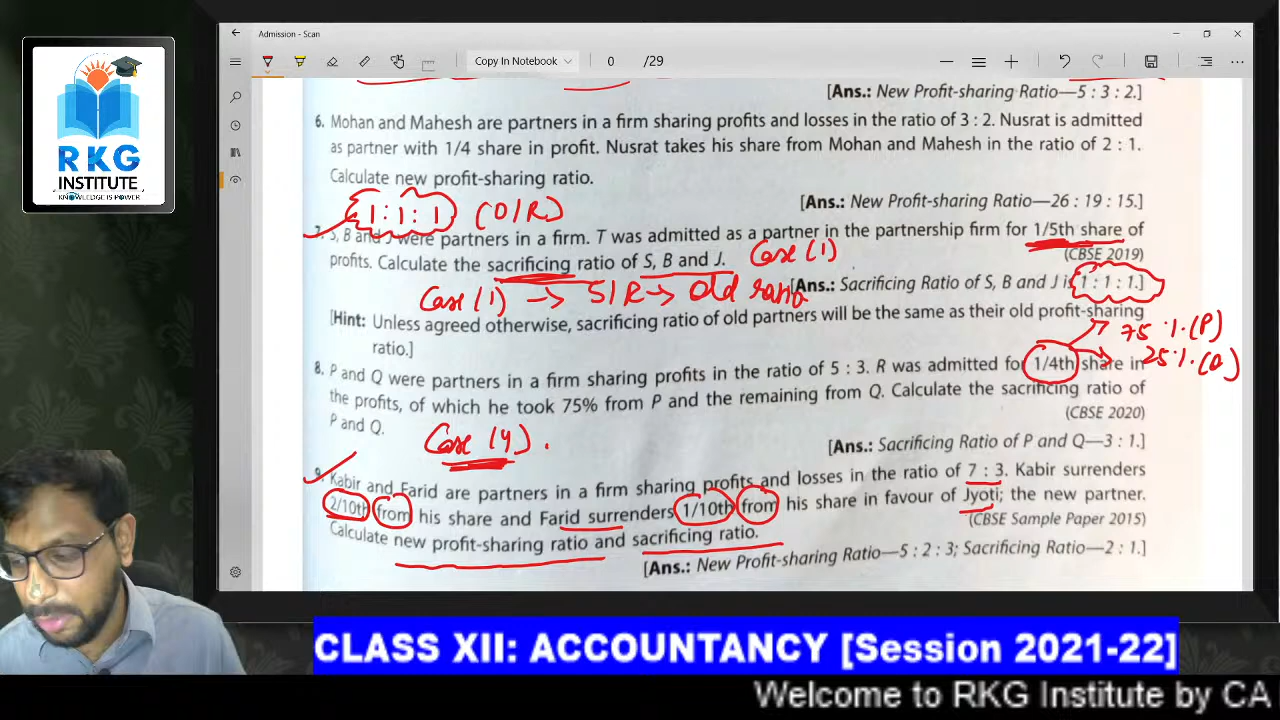 Admission - Scan
Copy In Notebook
0
/29
RKG
INSTITUTE
KNOWLEDGE IS POWER
[Ans.: New Profit-sharing Ratio—5 : 3 : 2.]
6. Mohan and Mahesh are partners in a firm sharing profits and losses in the ratio of 3 : 2. Nusrat is admitted
as partner with 1/4 share in profit. Nusrat takes his share from Mohan and Mahesh in the ratio of 2 : 1.
Calculate new profit-sharing ratio.
[Ans.: New Profit-sharing Ratio—26 : 19 : 15.]
1:1:1 (O/R)
7. S, B and J were partners in a firm. T was admitted as a partner in the partnership firm for 1/5th share of
profits. Calculate the sacrificing ratio of S, B and J. Case (1)
(CBSE 2019)
[Ans.: Sacrificing Ratio of S, B and J is 1 : 1 : 1.]
Case (1) → S/R → Old ratio
[Hint: Unless agreed otherwise, sacrificing ratio of old partners will be the same as their old profit-sharing
ratio.]
75 %. (P)
25 %. (Q)
8. P and Q were partners in a firm sharing profits in the ratio of 5 : 3. R was admitted for 1/4th share in
the profits, of which he took 75% from P and the remaining from Q. Calculate the sacrificing ratio of
P and Q.
(CBSE 2020)
Case (4).
[Ans.: Sacrificing Ratio of P and Q—3 : 1.]
9. Kabir and Farid are partners in a firm sharing profits and losses in the ratio of 7 : 3. Kabir surrenders
2/10th from his share and Farid surrenders 1/10th from his share in favour of Jyoti; the new partner.
Calculate new profit-sharing ratio and sacrificing ratio.
(CBSE Sample Paper 2015)
[Ans.: New Profit-sharing Ratio—5 : 2 : 3; Sacrificing Ratio—2 : 1.]
CLASS XII: ACCOUNTANCY [Session 2021-22]
Welcome to RKG Institute by CA